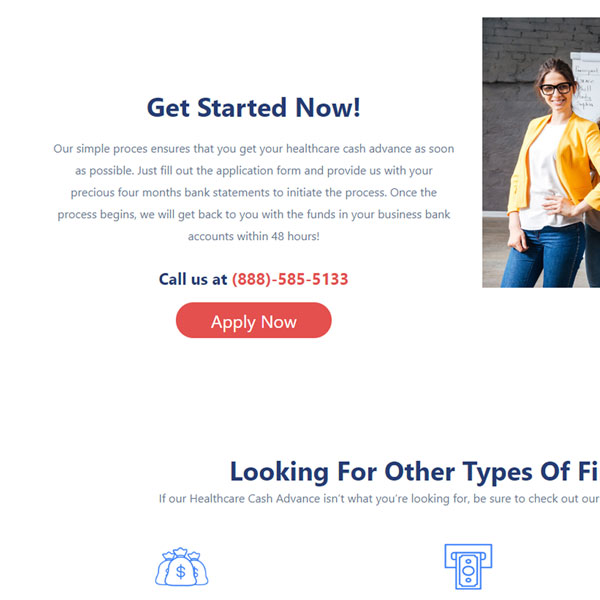 Get Started Now!
Our simple proces ensures that you get your healthcare cash advance as soon
as possible. Just fill out the application form and provide us with your
precious four months bank statements to initiate the process. Once the
process begins, we will get back to you with the funds in your business bank
accounts within 48 hours!
Call us at (888)-585-5133
Apply Now
Looking For Other Types Of Fi
If our Healthcare Cash Advance isn't what you're looking for, be sure to check out our